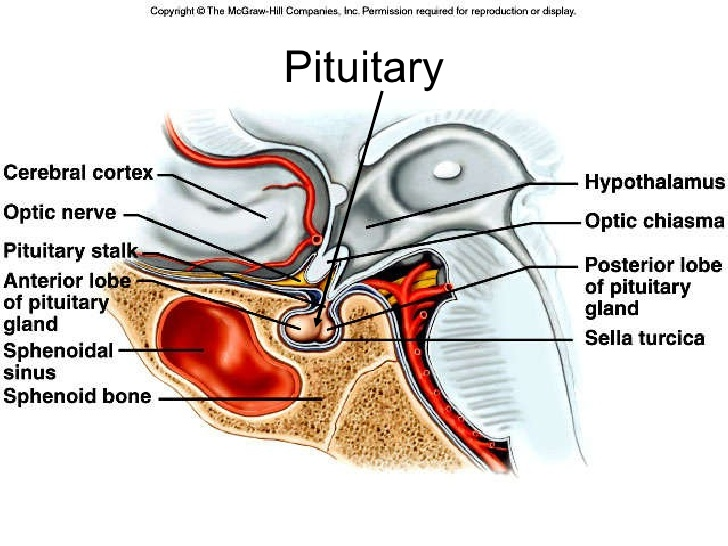 Copyright © The McGraw-Hill Companies, Inc. Permission required for reproduction or display.
Pituitary
Cerebral cortex
Optic nerve
Pituitary stalk
Anterior lobe
of pituitary
gland
Sphenoidal
sinus
Sphenoid bone
Hypothalamus
Optic chiasma
Posterior lobe
of pituitary
gland
Sella turcica